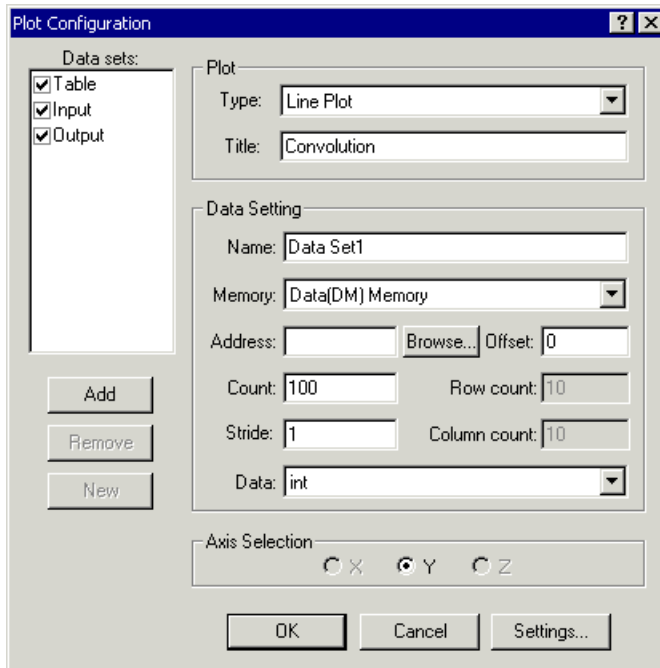 Plot Configuration
Data sets:
Table
Input
Output
Add
Remove
New
Plot
Type: Line Plot
Title: Convolution
Data Setting
Name: Data Set1
Memory: Data(DM) Memory
Address: Browse... Offset: 0
Count: 100 Row count: 10
Stride: 1 Column count: 10
Data: int
Axis Selection
X Y Z
OK Cancel Settings...